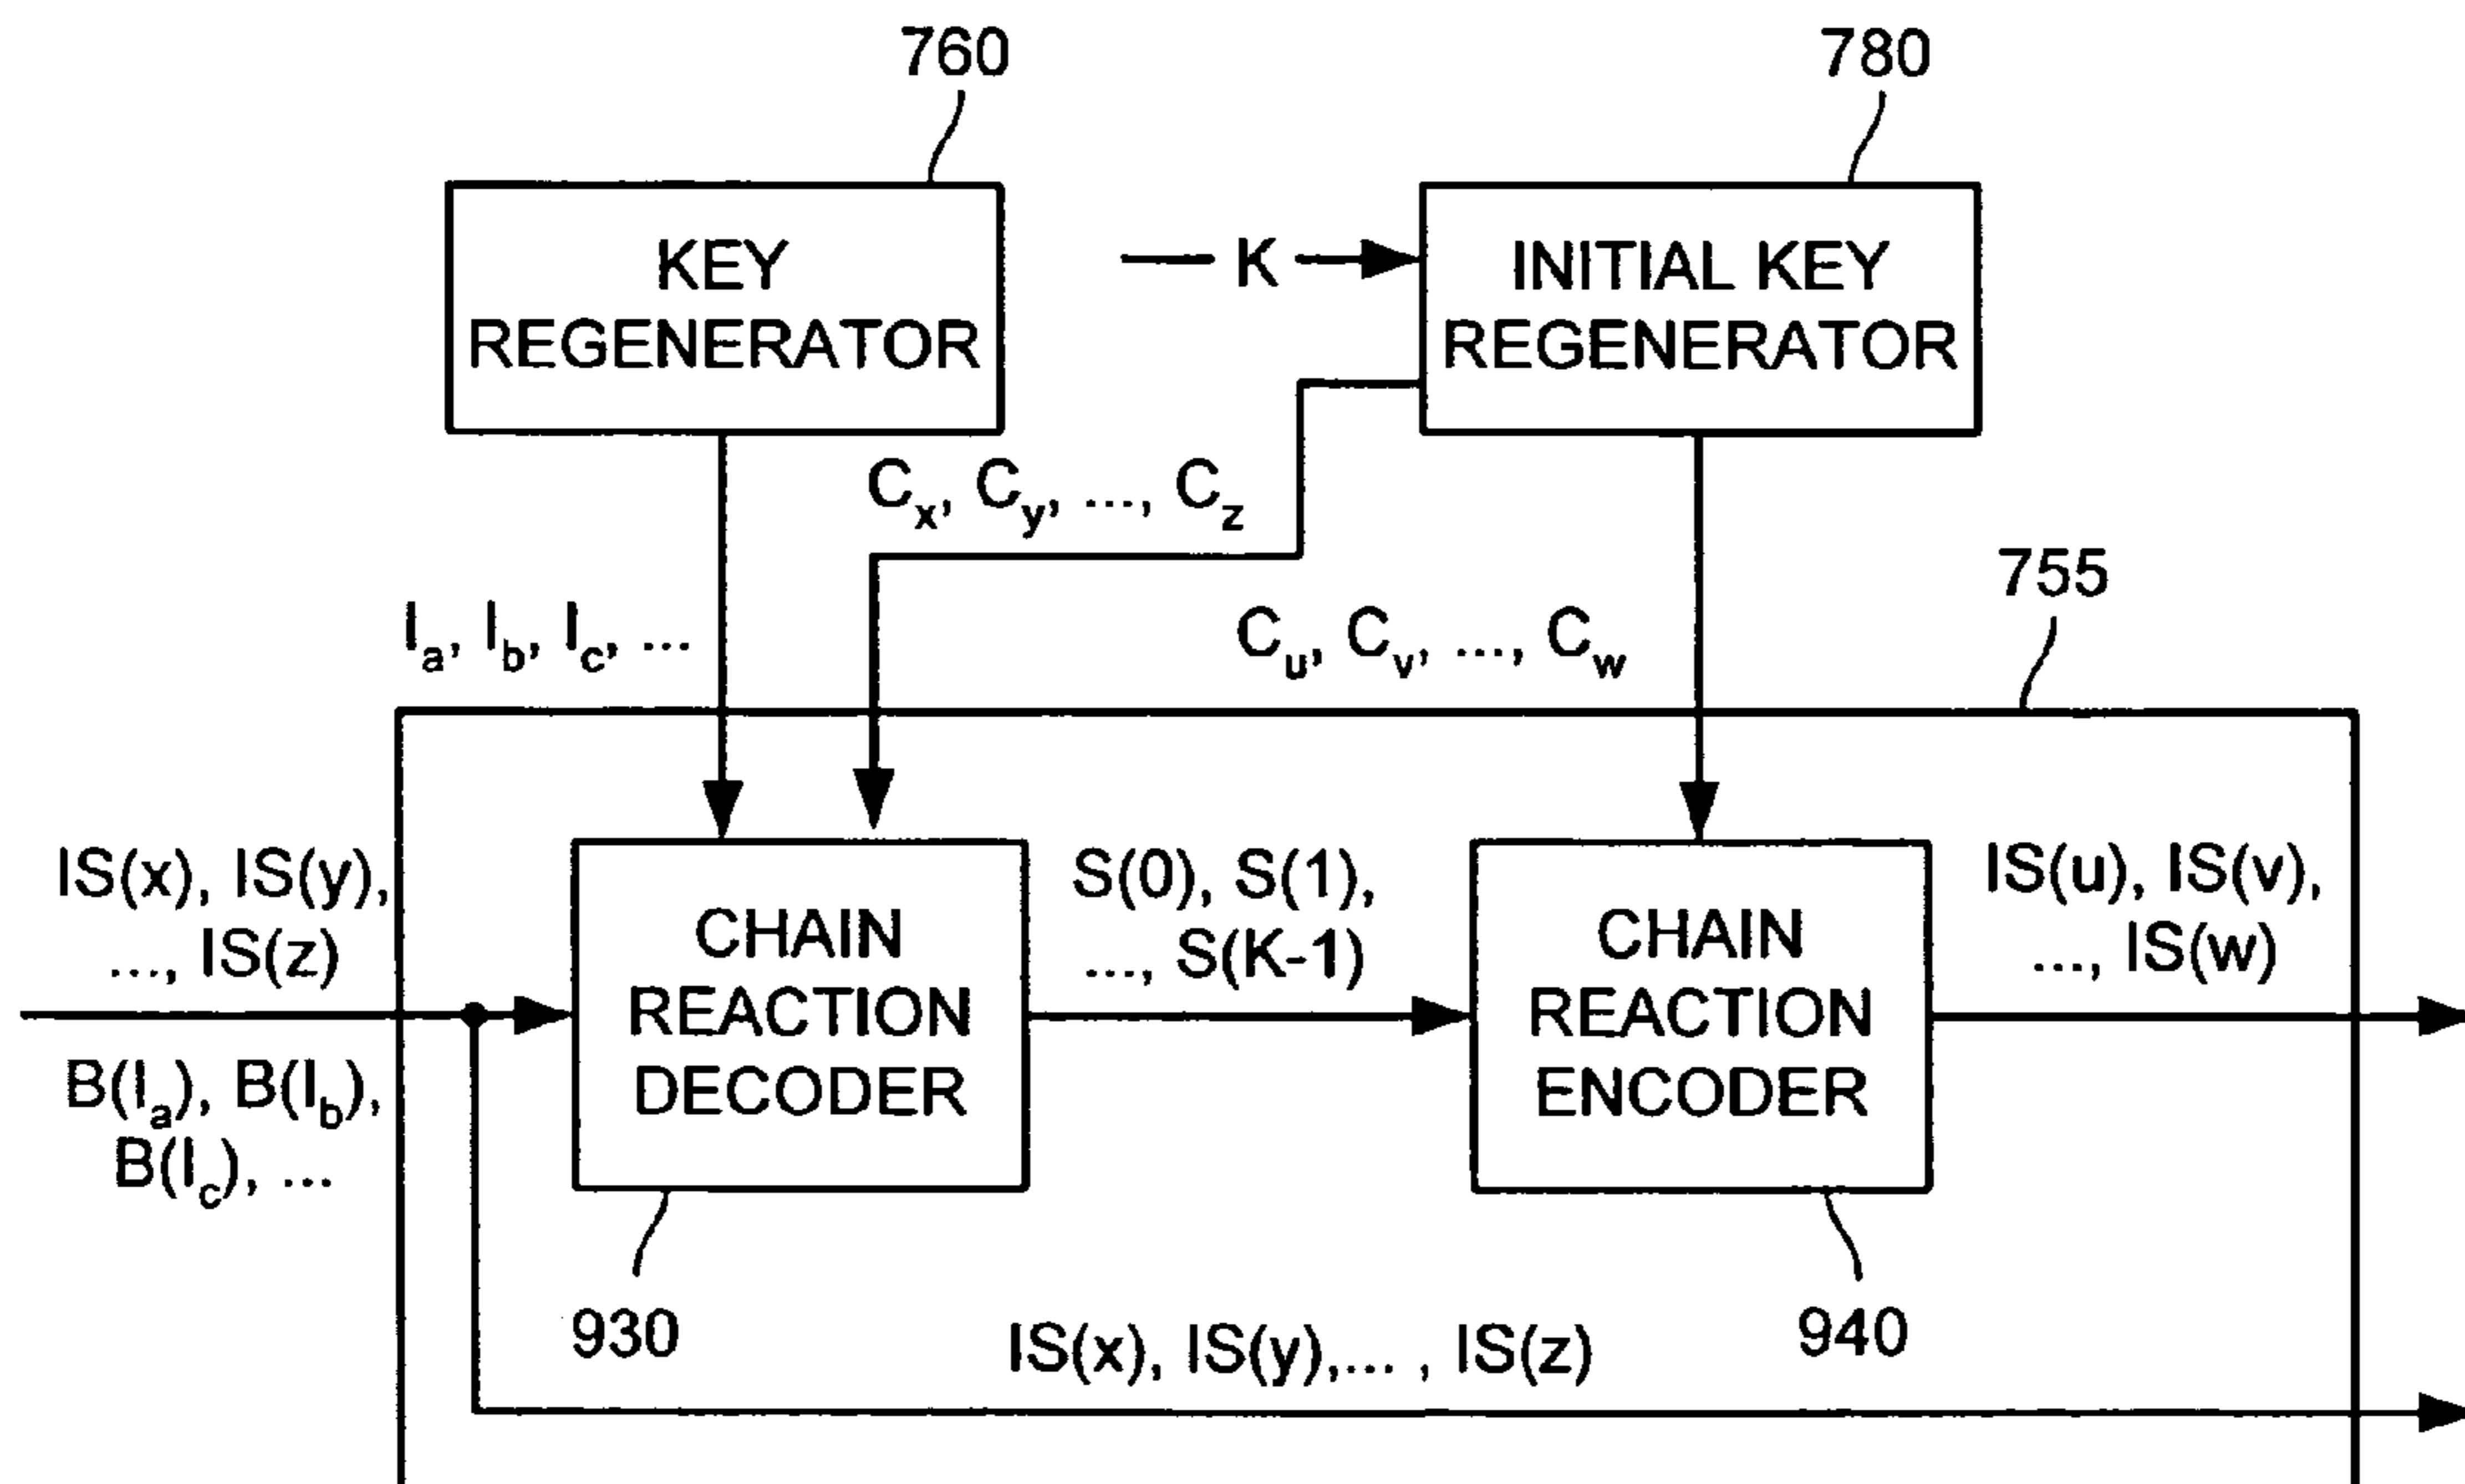 760
780
KEY
REGENERATOR
K
INITIAL KEY
REGENERATOR
Cx, Cy, ..., Cz
755
Ia, Ib, Ic, ...
Cu, Cv, ..., Cw
IS(x), IS(y),
..., IS(z)
B(Ia), B(Ib),
B(Ic), ...
CHAIN
REACTION
DECODER
S(0), S(1),
..., S(K-1)
CHAIN
REACTION
ENCODER
IS(u), IS(v),
..., IS(w)
930
940
IS(x), IS(y),... , IS(z)